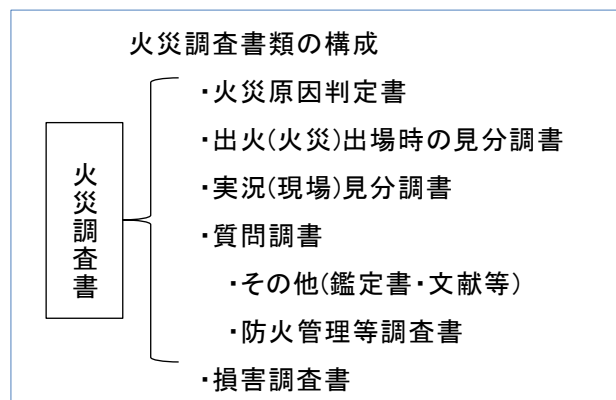 火災調査書類の構成
火災調査書
・火災原因判定書
・出火(火災)出場時の見分調書
・実況(現場)見分調書
・質問調書
・その他(鑑定書・文献等)
・防火管理等調査書
・損害調査書